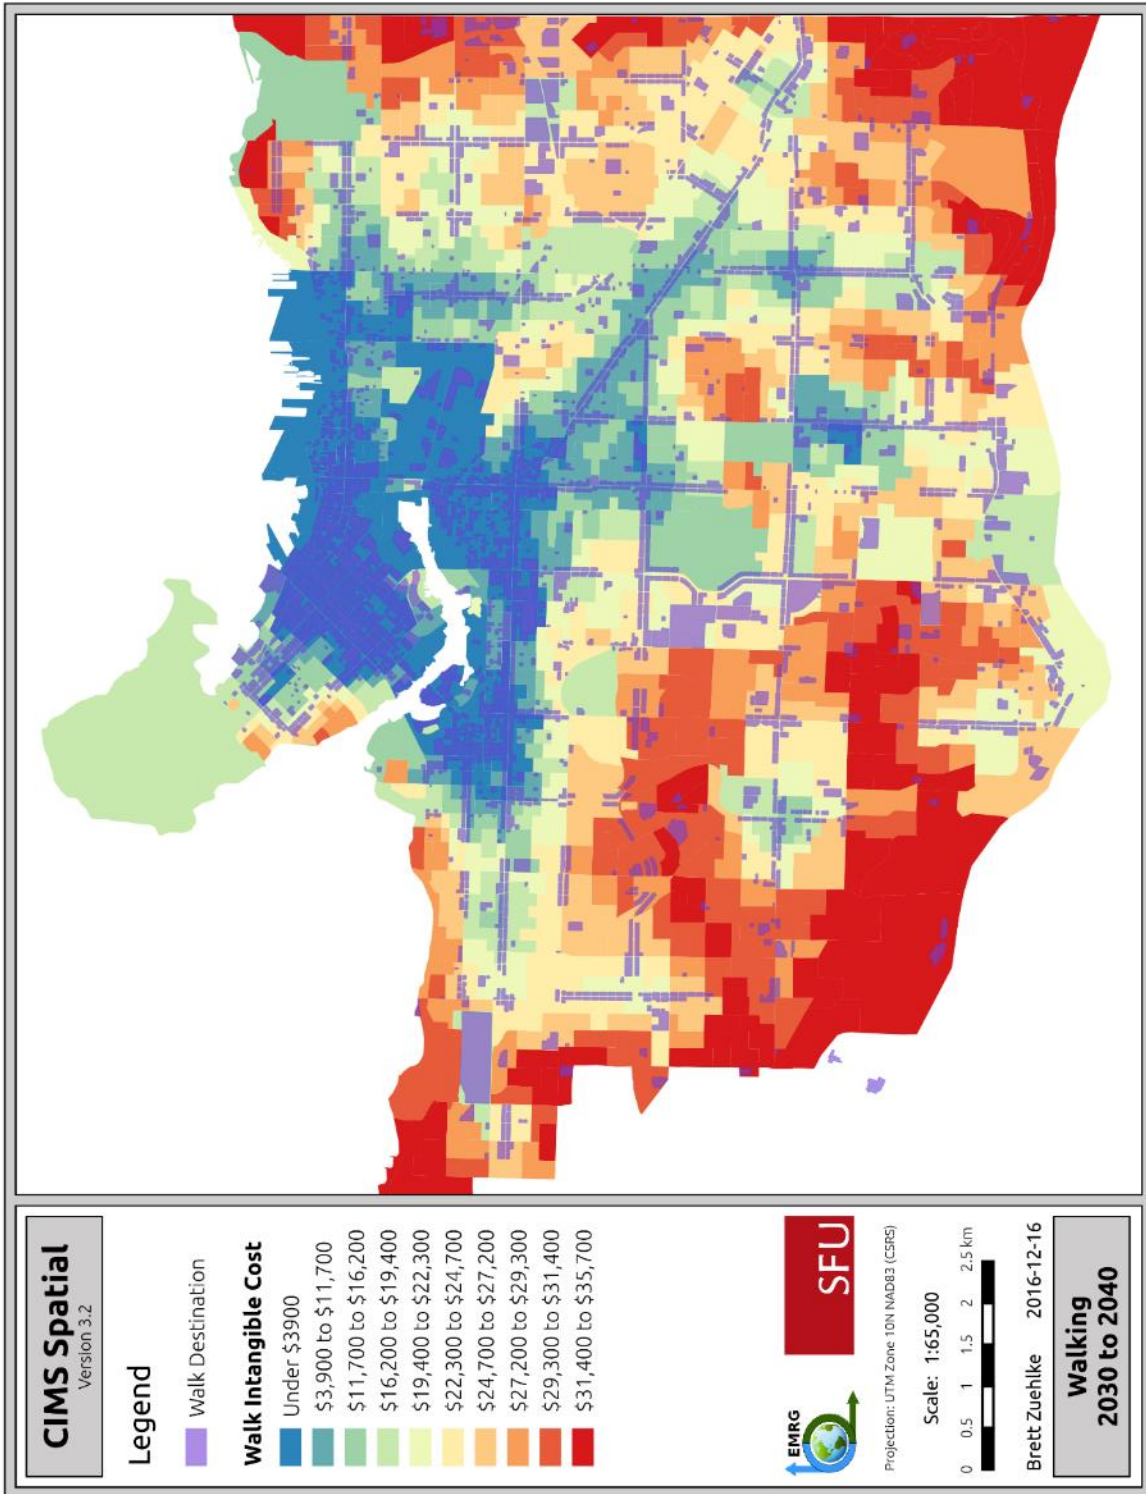 CIMS Spatial
Version 3.2
Legend
Walk Destination
Walk Intangible Cost
Under $3900
$3,900 to $11,700
$11,700 to $16,200
$16,200 to $19,400
$19,400 to $22,300
$22,300 to $24,700
$24,700 to $27,200
$27,200 to $29,300
$29,300 to $31,400
$31,400 to $35,700
EMRG
SFU
Projection: UTM Zone 10N NAD83 (CSRS)
Scale: 1:65,000
0 0.5 1 1.5 2 2.5 km
Brett Zuehlke 2016-12-16
Walking
2030 to 2040